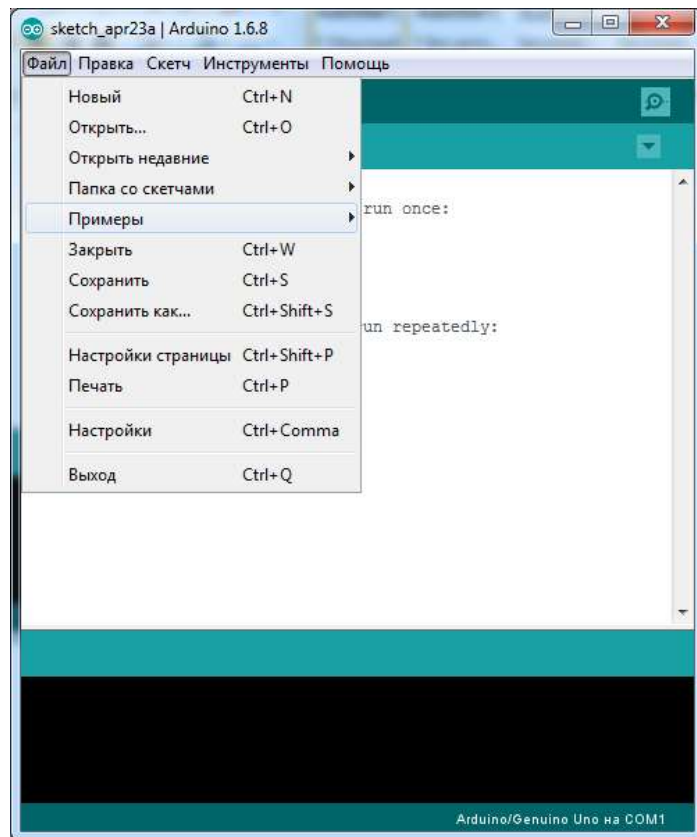 sketch_apr23a | Arduino 1.6.8
Файл Правка Скетч Инструменты Помощь
Новый Ctrl+N
Открыть... Ctrl+O
Открыть недавние
Папка со скетчами
Примеры
run once:
Закрыть Ctrl+W
Сохранить Ctrl+S
Сохранить как... Ctrl+Shift+S
un repeatedly:
Настройки страницы Ctrl+Shift+P
Печать Ctrl+P
Настройки Ctrl+Comma
Выход Ctrl+Q
Arduino/Genuino Uno на COM1